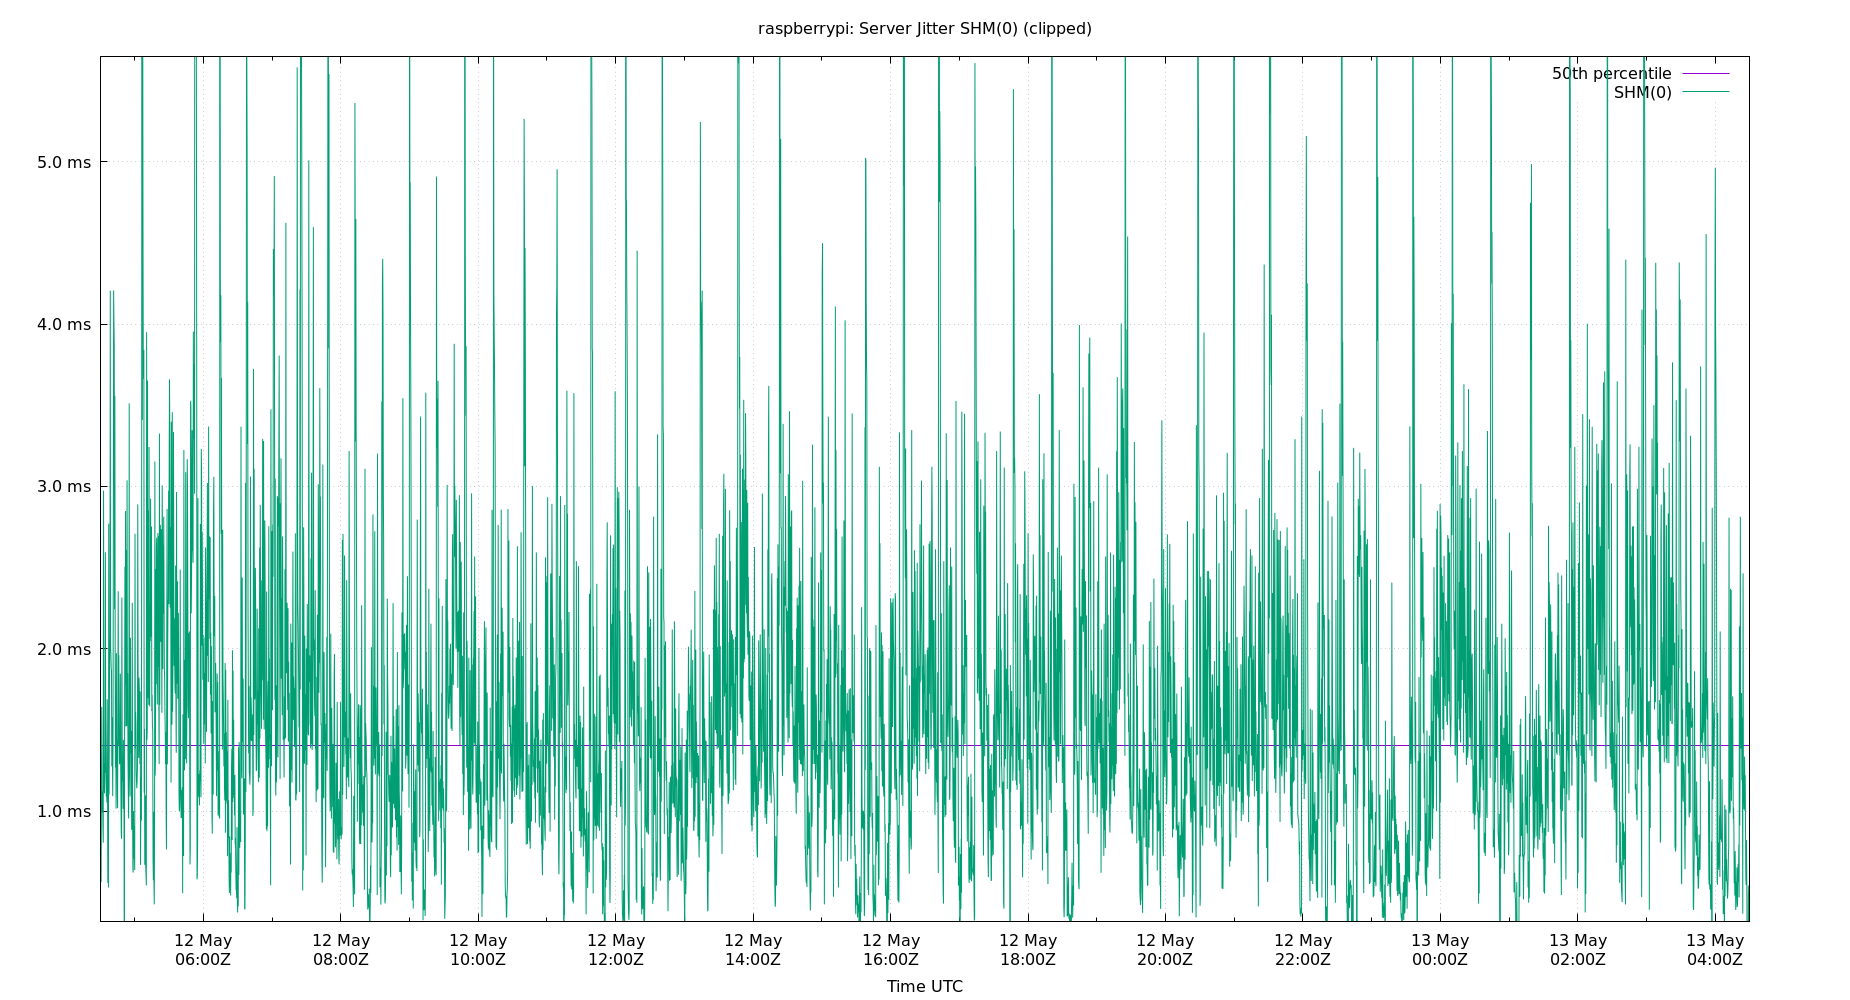 raspberrypi: Server Jitter SHM(0) (clipped)
50th percentile
SHM(0)
5.0 ms
4.0 ms
3.0 ms
2.0 ms
1.0 ms
12 May 12 May 12 May 12 May 12 May 12 May 12 May 12 May 12 May 13 May 13 May 13 May
06:00Z 08:00Z 10:00Z 12:00Z 14:00Z 16:00Z 18:00Z 20:00Z 22:00Z 00:00Z 02:00Z 04:00Z
Time UTC